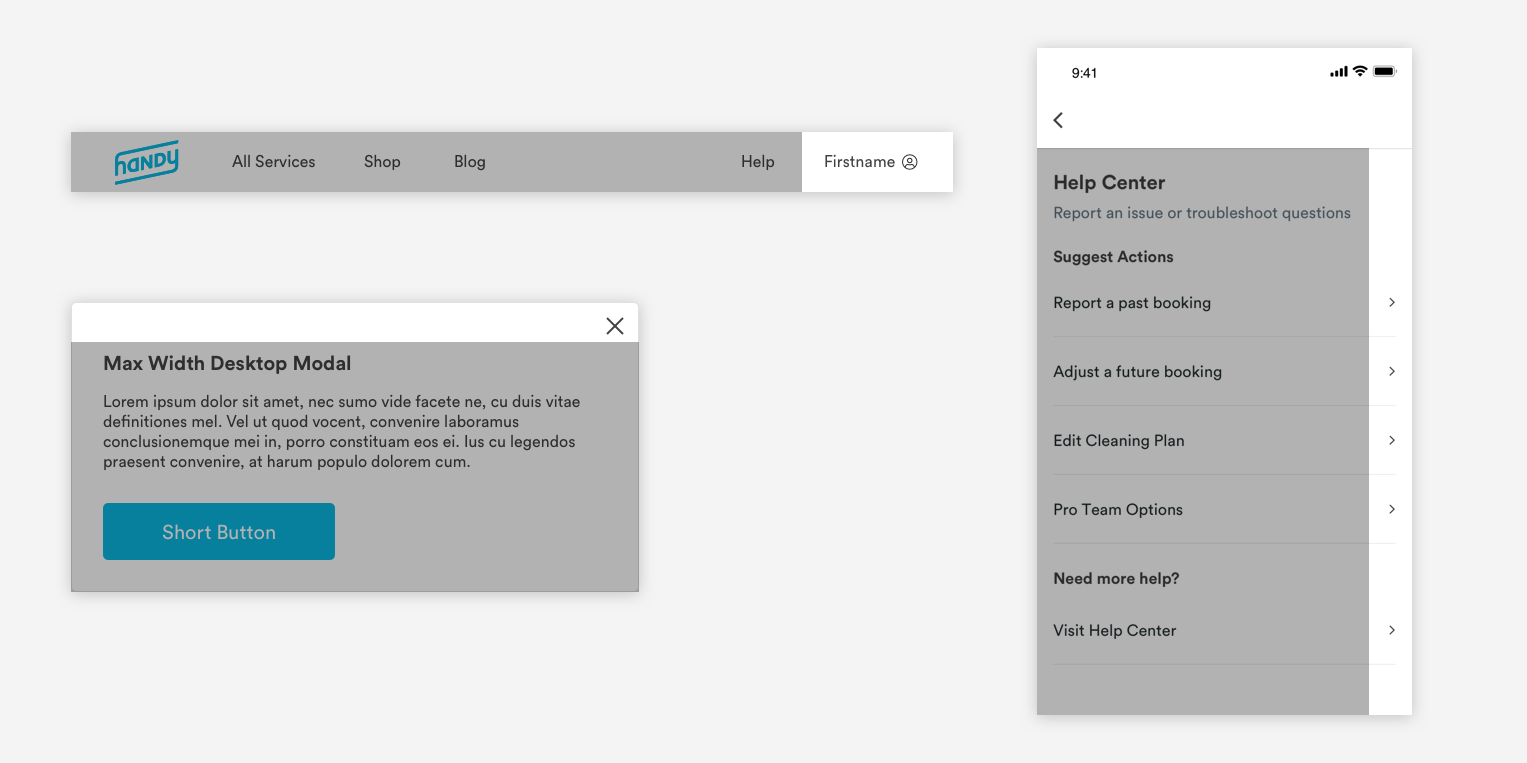 HANDY
All Services
Shop
Blog
Help
Firstname
Max Width Desktop Modal
Lorem ipsum dolor sit amet, nec sumo vide facete ne, cu duis vitae
definitiones mel. Vel ut quod vocent, convenire laboramus
conclusionemque mei in, porro constituam eos ei. Ius cu legendos
praesent convenire, at harum populo dolorem cum.
Short Button
9:41
Help Center
Report an issue or troubleshoot questions
Suggest Actions
Report a past booking
Adjust a future booking
Edit Cleaning Plan
Pro Team Options
Need more help?
Visit Help Center